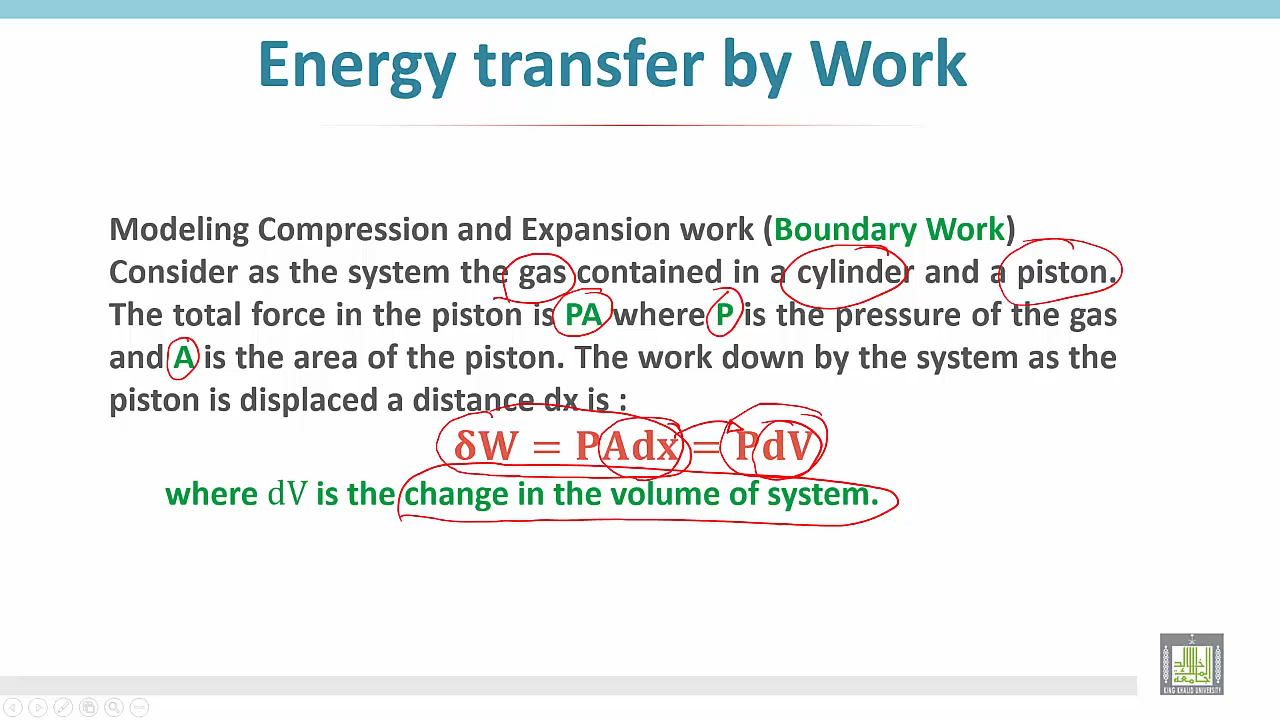 Energy transfer by Work
Modeling Compression and Expansion work (Boundary Work)
Consider as the system the gas contained in a cylinder and a piston.
The total force in the piston is PA where P is the pressure of the gas
and A is the area of the piston. The work down by the system as the
piston is displaced a distance dx is :
δW = PAdx = PdV
where dV is the change in the volume of system.
KING KHALID UNIVERSITY